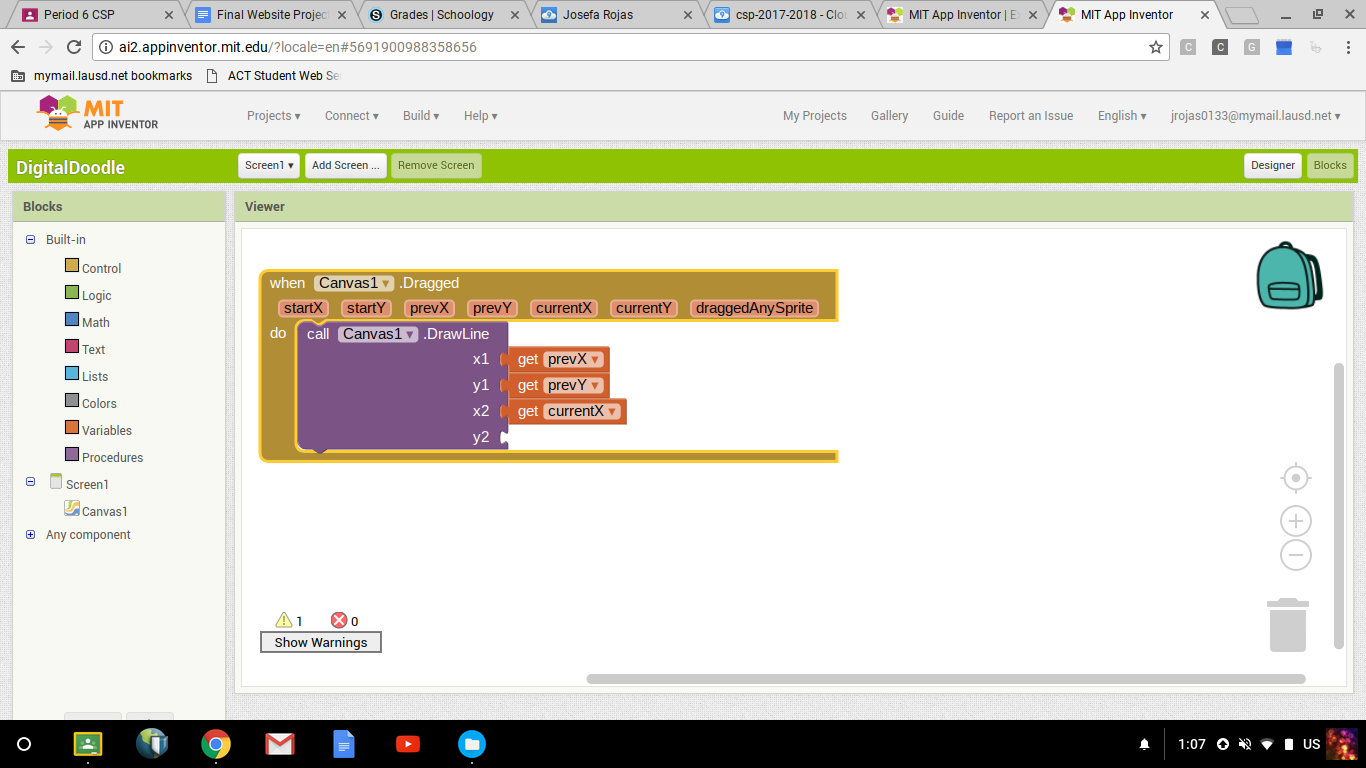 Period 6 CSP
Final Website Projec
Grades | Schoology
Josefa Rojas
csp-2017-2018 - Clou
MIT App Inventor | Ex
MIT App Inventor
ai2.appinventor.mit.edu/?locale=en#5691900988358656
mymail.lausd.net bookmarks
ACT Student Web Se
MIT
APP INVENTOR
Projects ▾
Connect ▾
Build ▾
Help ▾
My Projects
Gallery
Guide
Report an Issue
English ▾
jrojas0133@mymail.lausd.net ▾
DigitalDoodle
Screen1 ▾
Add Screen ...
Remove Screen
Designer
Blocks
Blocks
Viewer
Built-in
Control
Logic
Math
Text
Lists
Colors
Variables
Procedures
Screen1
Canvas1
Any component
when Canvas1 ▾ .Dragged
startX startY prevX prevY currentX currentY draggedAnySprite
do call Canvas1 ▾ .DrawLine
x1 get prevX ▾
y1 get prevY ▾
x2 get currentX ▾
y2
1 0
Show Warnings
1:07 US